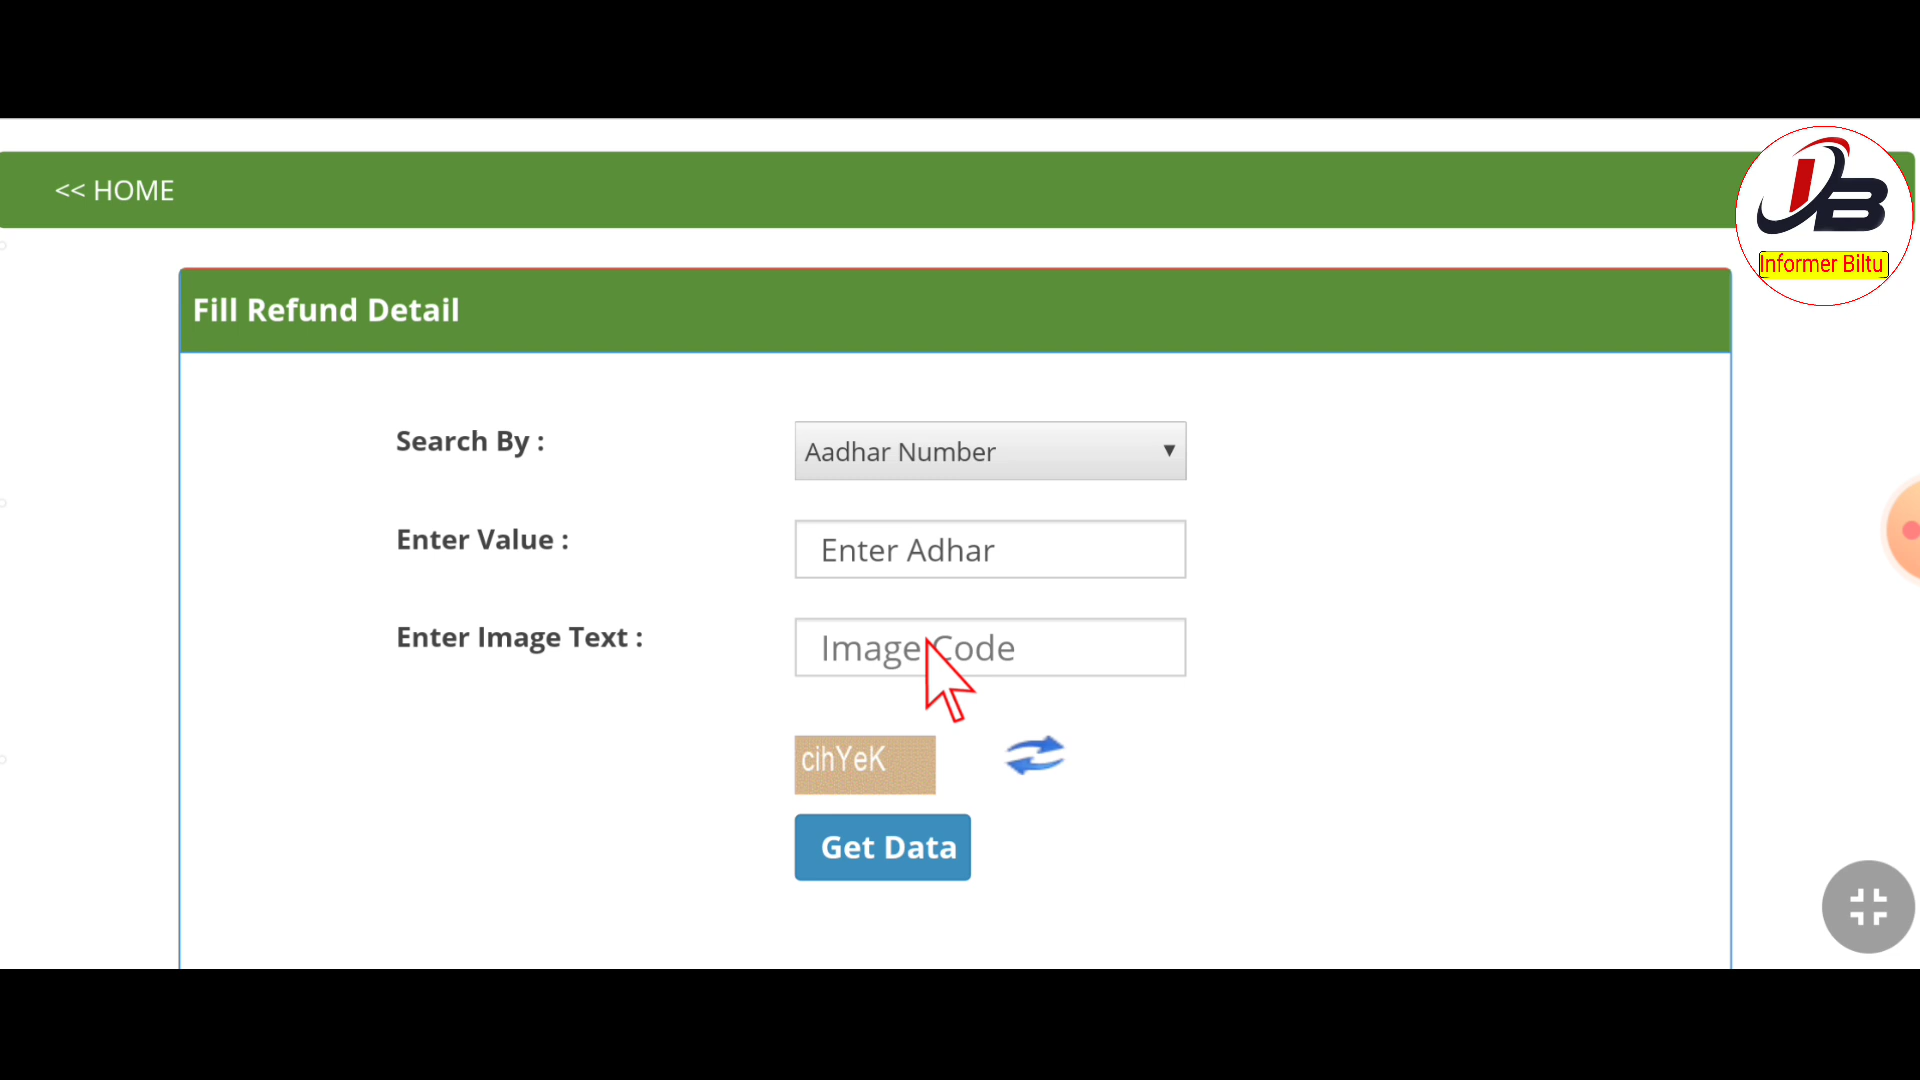 << HOME
Informer Biltu
Fill Refund Detail
Search By :
Aadhar Number
Enter Value :
Enter Adhar
Enter Image Text :
Image Code
cihYeK
Get Data